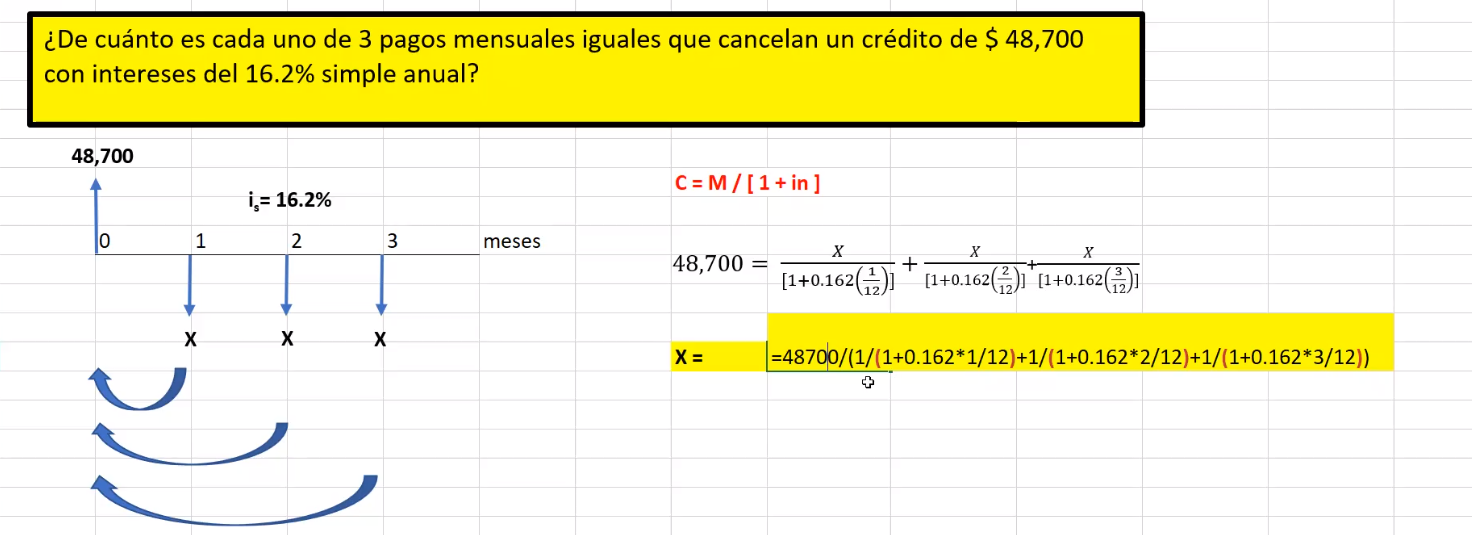 ¿De cuánto es cada uno de 3 pagos mensuales iguales que cancelan un crédito de $ 48,700
con intereses del 16.2% simple anual?
48,700
is= 16.2%
0 1 2 3 meses
X X X
C = M / [ 1 + in ]
48,700 = X/[1+0.162(1/12)] + X/[1+0.162(2/12)] + X/[1+0.162(3/12)]
X = =48700/(1/(1+0.162*1/12)+1/(1+0.162*2/12)+1/(1+0.162*3/12))